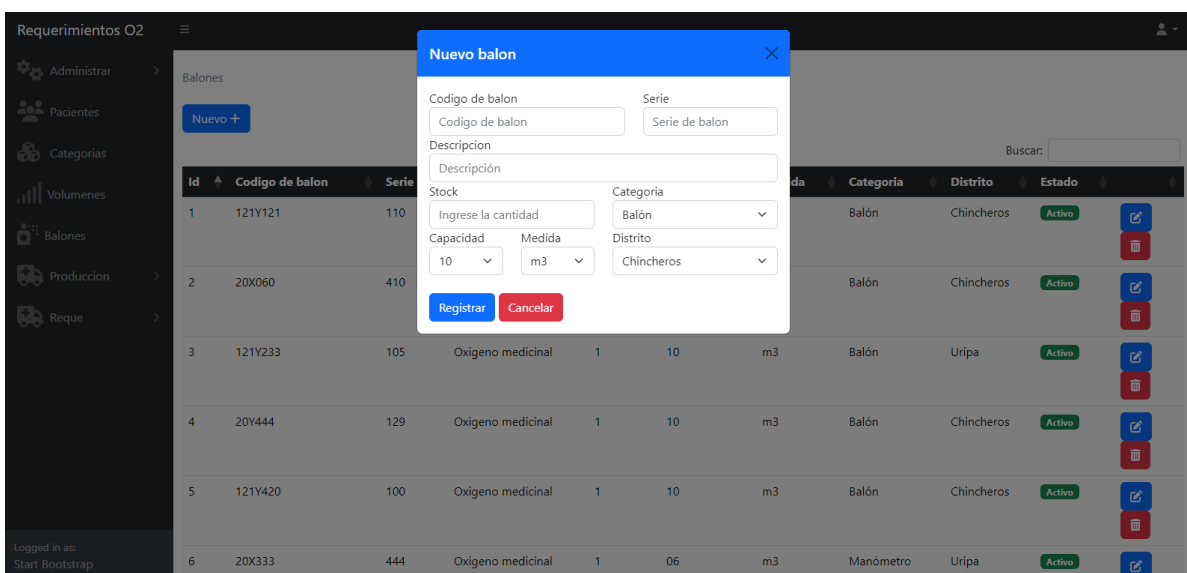 Requerimientos O2
Administrar
Pacientes
Categorias
Volumenes
Balones
Produccion
Reque
Logged in as:
Start Bootstrap
Balones
Nuevo +
Buscar:
Nuevo balon
Codigo de balon Serie
Codigo de balon Serie de balon
Descripcion
Descripción
Stock Categoria
Ingrese la cantidad Balón
Capacidad Medida Distrito
10 m3 Chincheros
Registrar Cancelar
Id Codigo de balon Serie da Categoria Distrito Estado
1 121Y121 110 Balón Chincheros Activo
2 20X060 410 Balón Chincheros Activo
3 121Y233 105 Oxigeno medicinal 1 10 m3 Balón Uripa Activo
4 20Y444 129 Oxigeno medicinal 1 10 m3 Balón Chincheros Activo
5 121Y420 100 Oxigeno medicinal 1 10 m3 Balón Chincheros Activo
6 20X333 444 Oxigeno medicinal 1 06 m3 Manómetro Uripa Activo